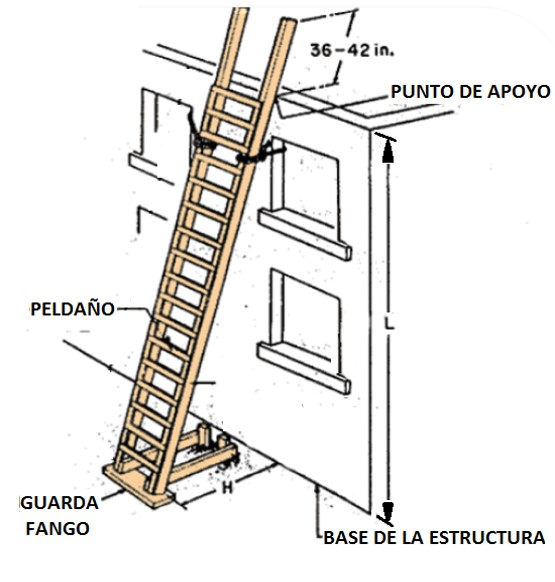 36-42 in.
PUNTO DE APOYO
L
PELDAÑO
H
GUARDA
FANGO
BASE DE LA ESTRUCTURA